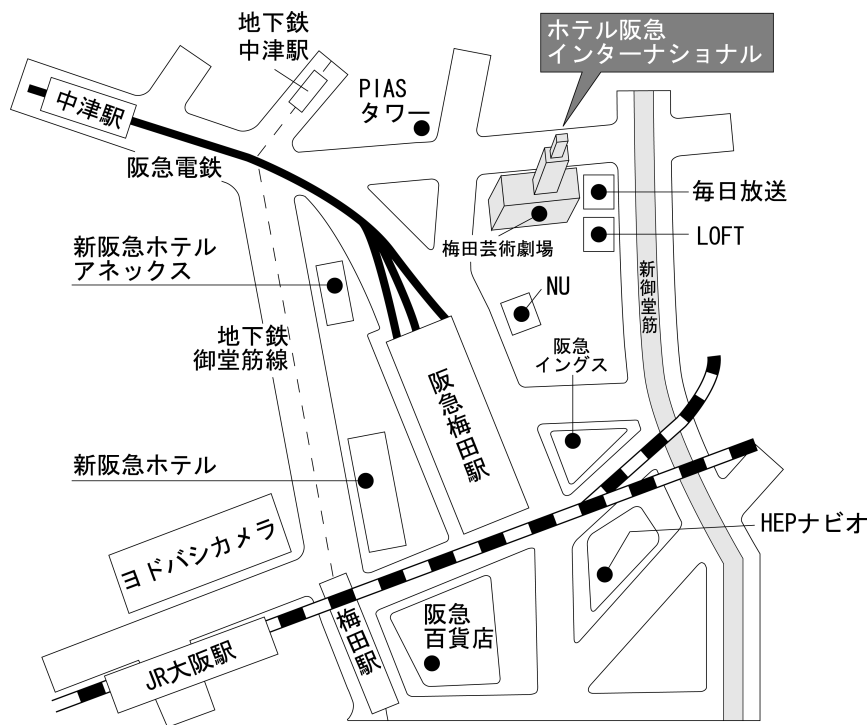 地下鉄
中津駅
ホテル阪急
インターナショナル
PIAS
タワー
中津駅
阪急電鉄
毎日放送
LOFT
新阪急ホテル
アネックス
梅田芸術劇場
新御堂筋
NU
地下鉄
御堂筋線
阪急
イングス
阪急梅田駅
新阪急ホテル
HEPナビオ
ヨドバシカメラ
梅田駅
阪急
百貨店
JR大阪駅